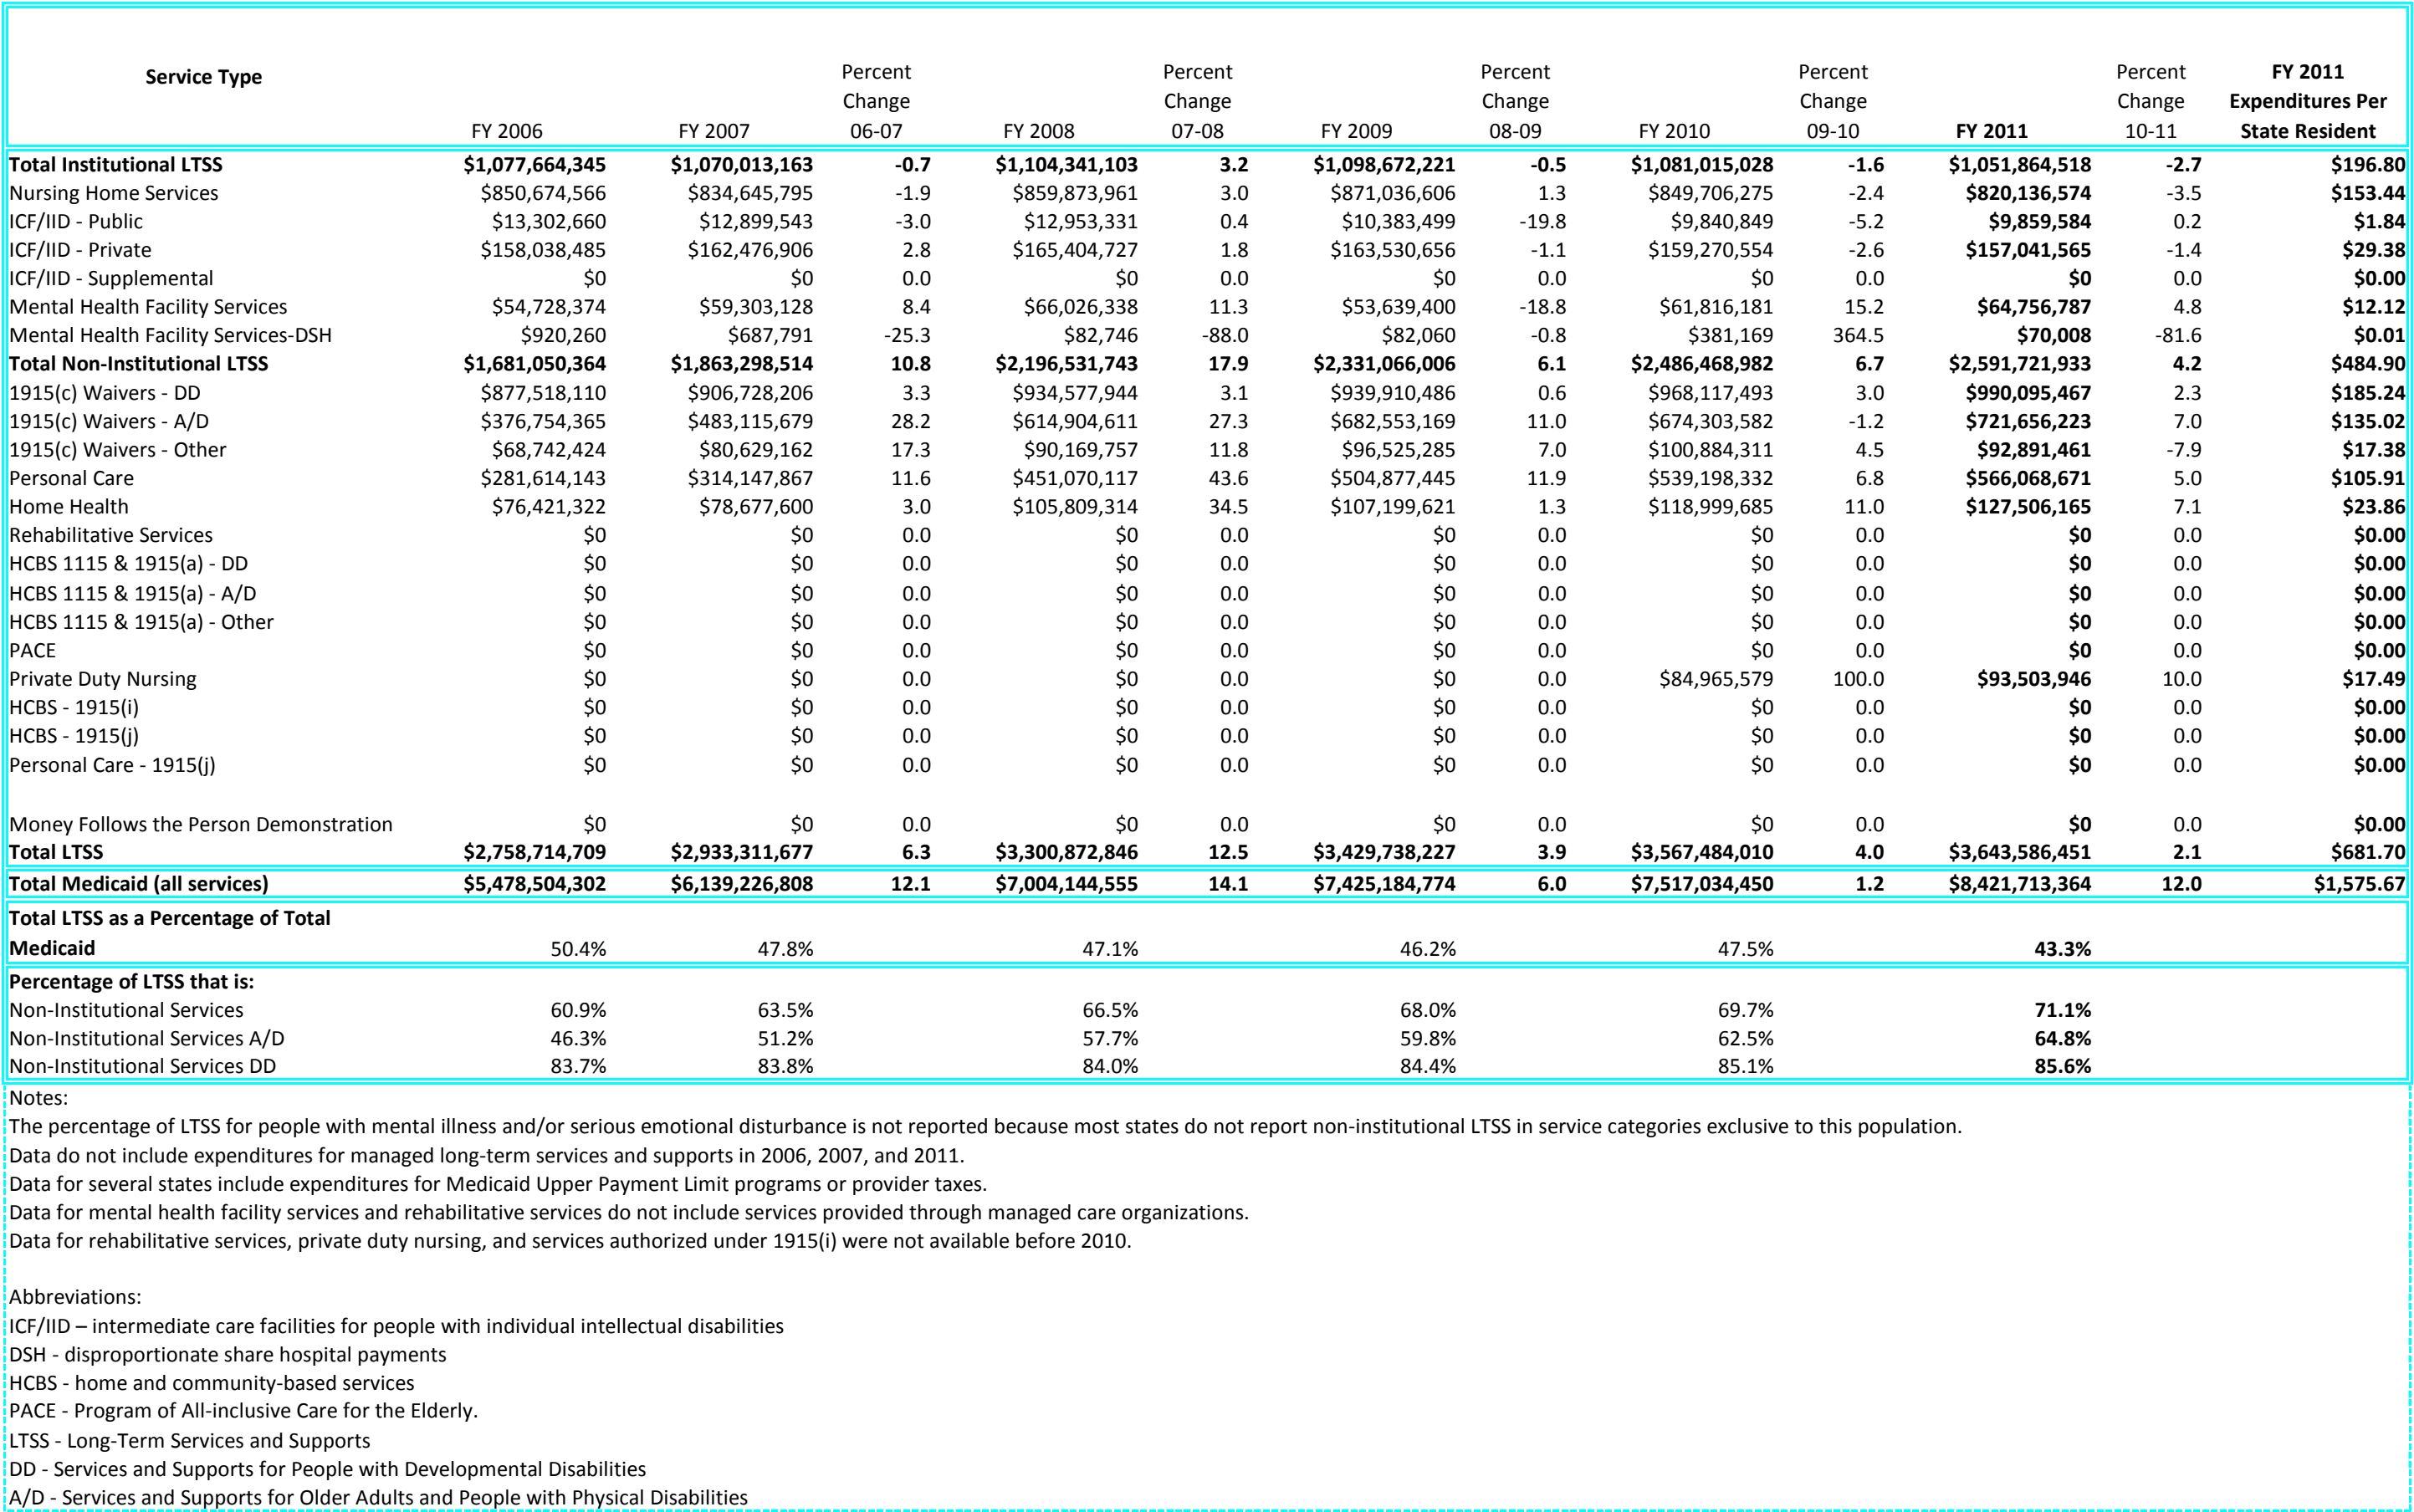 Percent Percent Percent Percent Percent FY 2011
Service Type
Change Change Change Change Change Expenditures Per
FY 2006 FY 2007 06-07 FY 2008 07-08 FY 2009 08-09 FY 2010 09-10 FY 2011 10-11 State Resident
Total Institutional LTSS $1,077,664,345 $1,070,013,163 -0.7 $1,104,341,103 3.2 $1,098,672,221 -0.5 $1,081,015,028 -1.6 $1,051,864,518 -2.7 $196.80
Nursing Home Services $850,674,566 $834,645,795 -1.9 $859,873,961 3.0 $871,036,606 1.3 $849,706,275 -2.4 $820,136,574 -3.5 $153.44
ICF/IID - Public $13,302,660 $12,899,543 -3.0 $12,953,331 0.4 $10,383,499 -19.8 $9,840,849 -5.2 $9,859,584 0.2 $1.84
ICF/IID - Private $158,038,485 $162,476,906 2.8 $165,404,727 1.8 $163,530,656 -1.1 $159,270,554 -2.6 $157,041,565 -1.4 $29.38
ICF/IID - Supplemental $0 $0 0.0 $0 0.0 $0 0.0 $0 0.0 $0 0.0 $0.00
Mental Health Facility Services $54,728,374 $59,303,128 8.4 $66,026,338 11.3 $53,639,400 -18.8 $61,816,181 15.2 $64,756,787 4.8 $12.12
Mental Health Facility Services-DSH $920,260 $687,791 -25.3 $82,746 -88.0 $82,060 -0.8 $381,169 364.5 $70,008 -81.6 $0.01
Total Non-Institutional LTSS $1,681,050,364 $1,863,298,514 10.8 $2,196,531,743 17.9 $2,331,066,006 6.1 $2,486,468,982 6.7 $2,591,721,933 4.2 $484.90
1915(c) Waivers - DD $877,518,110 $906,728,206 3.3 $934,577,944 3.1 $939,910,486 0.6 $968,117,493 3.0 $990,095,467 2.3 $185.24
1915(c) Waivers - A/D $376,754,365 $483,115,679 28.2 $614,904,611 27.3 $682,553,169 11.0 $674,303,582 -1.2 $721,656,223 7.0 $135.02
1915(c) Waivers - Other $68,742,424 $80,629,162 17.3 $90,169,757 11.8 $96,525,285 7.0 $100,884,311 4.5 $92,891,461 -7.9 $17.38
Personal Care $281,614,143 $314,147,867 11.6 $451,070,117 43.6 $504,877,445 11.9 $539,198,332 6.8 $566,068,671 5.0 $105.91
Home Health $76,421,322 $78,677,600 3.0 $105,809,314 34.5 $107,199,621 1.3 $118,999,685 11.0 $127,506,165 7.1 $23.86
Rehabilitative Services $0 $0 0.0 $0 0.0 $0 0.0 $0 0.0 $0 0.0 $0.00
HCBS 1115 & 1915(a) - DD $0 $0 0.0 $0 0.0 $0 0.0 $0 0.0 $0 0.0 $0.00
HCBS 1115 & 1915(a) - A/D $0 $0 0.0 $0 0.0 $0 0.0 $0 0.0 $0 0.0 $0.00
HCBS 1115 & 1915(a) - Other $0 $0 0.0 $0 0.0 $0 0.0 $0 0.0 $0 0.0 $0.00
PACE $0 $0 0.0 $0 0.0 $0 0.0 $0 0.0 $0 0.0 $0.00
Private Duty Nursing $0 $0 0.0 $0 0.0 $0 0.0 $84,965,579 100.0 $93,503,946 10.0 $17.49
HCBS - 1915(i) $0 $0 0.0 $0 0.0 $0 0.0 $0 0.0 $0 0.0 $0.00
HCBS - 1915(j) $0 $0 0.0 $0 0.0 $0 0.0 $0 0.0 $0 0.0 $0.00
Personal Care - 1915(j) $0 $0 0.0 $0 0.0 $0 0.0 $0 0.0 $0 0.0 $0.00
Money Follows the Person Demonstration $0 $0 0.0 $0 0.0 $0 0.0 $0 0.0 $0 0.0 $0.00
Total LTSS $2,758,714,709 $2,933,311,677 6.3 $3,300,872,846 12.5 $3,429,738,227 3.9 $3,567,484,010 4.0 $3,643,586,451 2.1 $681.70
Total Medicaid (all services) $5,478,504,302 $6,139,226,808 12.1 $7,004,144,555 14.1 $7,425,184,774 6.0 $7,517,034,450 1.2 $8,421,713,364 12.0 $1,575.67
Total LTSS as a Percentage of Total
Medicaid 50.4% 47.8% 47.1% 46.2% 47.5% 43.3%
Percentage of LTSS that is:
Non-Institutional Services 60.9% 63.5% 66.5% 68.0% 69.7% 71.1%
Non-Institutional Services A/D 46.3% 51.2% 57.7% 59.8% 62.5% 64.8%
Non-Institutional Services DD 83.7% 83.8% 84.0% 84.4% 85.1% 85.6%
Notes:
The percentage of LTSS for people with mental illness and/or serious emotional disturbance is not reported because most states do not report non-institutional LTSS in service categories exclusive to this population.
Data do not include expenditures for managed long-term services and supports in 2006, 2007, and 2011.
Data for several states include expenditures for Medicaid Upper Payment Limit programs or provider taxes.
Data for mental health facility services and rehabilitative services do not include services provided through managed care organizations.
Data for rehabilitative services, private duty nursing, and services authorized under 1915(i) were not available before 2010.
Abbreviations:
ICF/IID – intermediate care facilities for people with individual intellectual disabilities
DSH - disproportionate share hospital payments
HCBS - home and community-based services
PACE - Program of All-inclusive Care for the Elderly.
LTSS - Long-Term Services and Supports
DD - Services and Supports for People with Developmental Disabilities
A/D - Services and Supports for Older Adults and People with Physical Disabilities